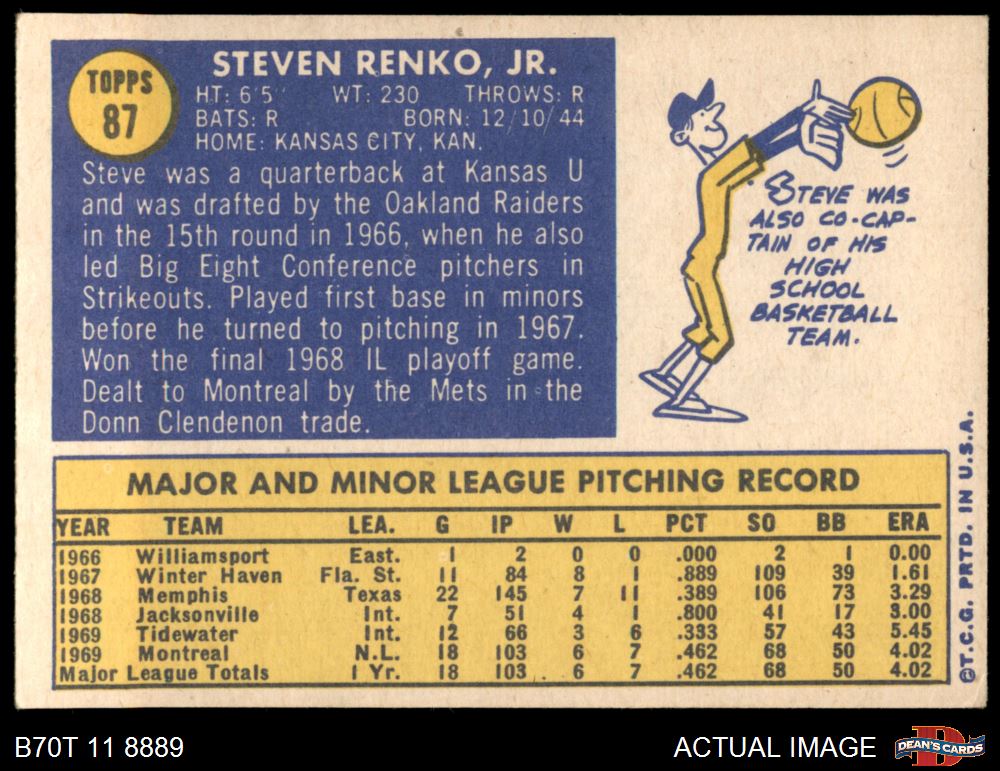 TOPPS
87
STEVEN RENKO, JR.
HT: 6'5" WT: 230 THROWS: R
BATS: R BORN: 12/10/44
HOME: KANSAS CITY, KAN.
Steve was a quarterback at Kansas U
and was drafted by the Oakland Raiders
in the 15th round in 1966, when he also
led Big Eight Conference pitchers in
Strikeouts. Played first base in minors
before he turned to pitching in 1967.
Won the final 1968 IL playoff game.
Dealt to Montreal by the Mets in the
Donn Clendenon trade.
STEVE WAS
ALSO CO-CAP-
TAIN OF HIS
HIGH
SCHOOL
BASKETBALL
TEAM.
MAJOR AND MINOR LEAGUE PITCHING RECORD
YEAR TEAM LEA. G IP W L PCT SO BB ERA
1966 Williamsport East. 1 2 0 0 .000 2 1 0.00
1967 Winter Haven Fla. St. 11 84 8 1 .889 109 39 1.61
1968 Memphis Texas 22 145 7 11 .389 106 73 3.29
1968 Jacksonville Int. 7 51 4 1 .800 41 17 3.00
1969 Tidewater Int. 12 66 3 6 .333 57 43 5.45
1969 Montreal N.L. 18 103 6 7 .462 68 50 4.02
Major League Totals 1 Yr. 18 103 6 7 .462 68 50 4.02
©T.C.G. PRTD. IN U.S.A.
B70T 11 8889
ACTUAL IMAGE
DEAN'S CARDS